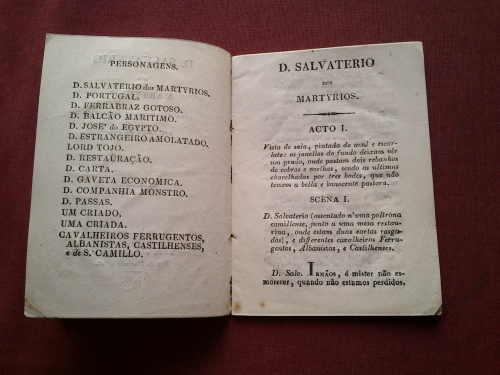 PERSONAGENS.
D. SALVATERIO dos MARTYRIOS.
D. PORTUGAL.
D. FERRABRAZ GOTOSO.
D. BALCÃO MARITIMO.
D. JOSE' do EGYPTO.
D. ESTRANGEIRO AMOLATADO.
LORD TOJO.
D. RESTAURAÇÃO.
D. CARTA.
D. GAVETA ECONOMICA.
D. COMPANHIA MONSTRO.
D. PASSAS.
UM CRIADO.
UMA CRIADA.
CAVALHEIROS FERRUGENTOS,
ALBANISTAS, CASTILHENSES,
e de S. CAMILLO.
D. SALVATERIO
DOS
MARTYRIOS.
ACTO I.
Vista de sala, pintada de azul e escar-
late: as janellas do fundo deixam vêr
um prado, onde pastam dois rebanhos
de cabras e ovelhas, sendo as ultimas
chavelhadas por tres bodes, que não
temem a bella e innocente pastora.
SCENA I.
D. Salvaterio (assentado n'uma poltrona
camillense, junto a uma mesa restau-
rina, onde estam duas cartas rasga-
das), e differentes cavalheiros Ferru-
gentos, Albanistas, e Castilhenses.
D. Salv. IRMÃOS, é míster não es-
morecer, quando não estamos perdidos.